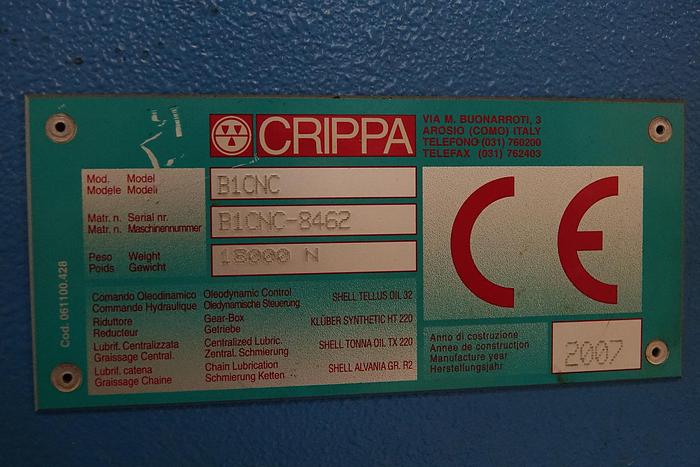 CRIPPA
VIA M. BUONARROTI, 3
AROSIO (COMO) ITALY
TELEFONO (031) 760200
TELEFAX (031) 762403
Mod. Model
Modele Modell
B1CNC
Matr. n. Serial nr.
Matr. n. Maschinennummer
B1CNC-8462
Peso Weight
Poids Gewicht
18000 N
CE
Cod. 061100.428
Comando Oleodinamico Oleodynamic Control SHELL TELLUS OIL 32
Commande Hydraulique Oledynamische Steuerung
Riduttore Gear-Box KLÜBER SYNTHETIC HT 220
Reducteur Getriebe
Lubrif. Centralizzata Centralized Lubric. SHELL TONNA OIL TX 220
Graissage Central. Zentral. Schmierung
Lubrif. catena Chain Lubrication SHELL ALVANIA GR. R2
Graissage Chaine Schmierung Ketten
Anno di costruzione
Annee de construction
Manufacture year
Herstellungsjahr
2007